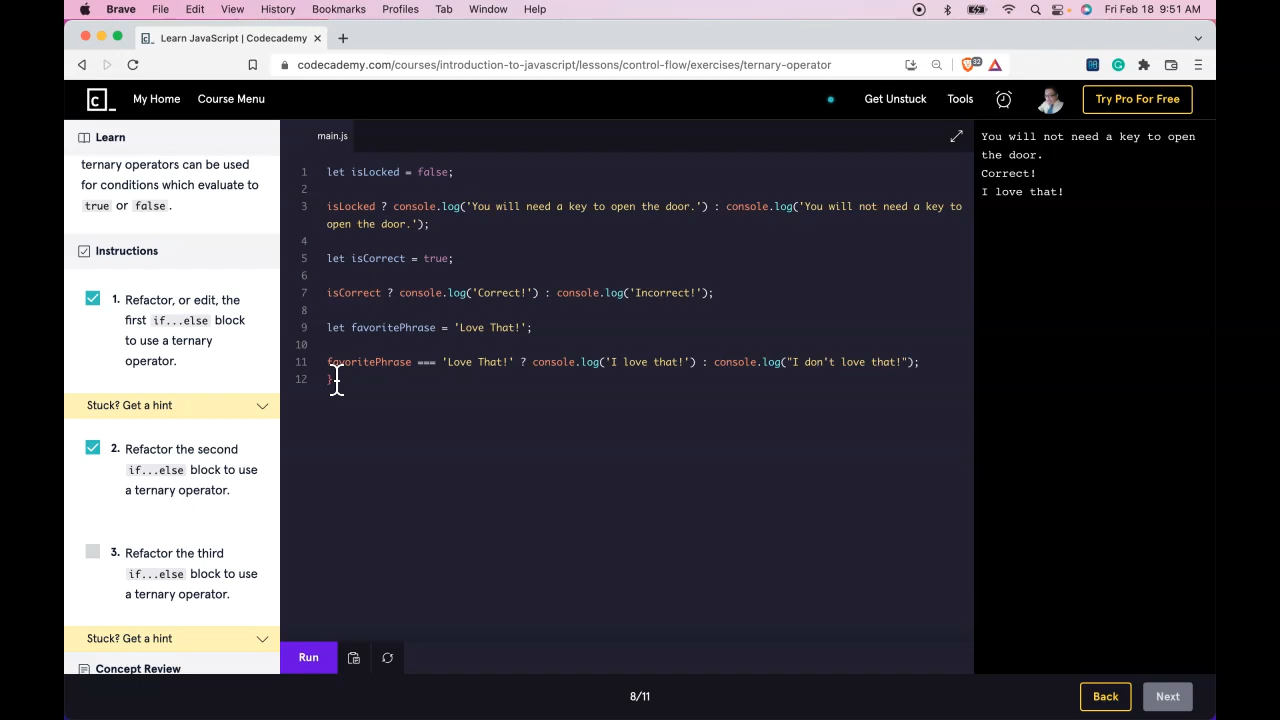 Brave File Edit View History Bookmarks Profiles Tab Window Help Fri Feb 18 9:51 AM
Learn JavaScript | Codecademy
codecademy.com/courses/introduction-to-javascript/lessons/control-flow/exercises/ternary-operator 32
My Home Course Menu Get Unstuck Tools Try Pro For Free
Learn
ternary operators can be used
for conditions which evaluate to
true or false .
Instructions
1. Refactor, or edit, the
first if...else block
to use a ternary
operator.
Stuck? Get a hint
2. Refactor the second
if...else block to use
a ternary operator.
3. Refactor the third
if...else block to use
a ternary operator.
Stuck? Get a hint
Concept Review
main.js
1 let isLocked = false;
2
3 isLocked ? console.log('You will need a key to open the door.') : console.log('You will not need a key to
open the door.');
4
5 let isCorrect = true;
6
7 isCorrect ? console.log('Correct!') : console.log('Incorrect!');
8
9 let favoritePhrase = 'Love That!';
10
11 favoritePhrase === 'Love That!' ? console.log('I love that!') : console.log("I don't love that!");
12 }
Run
You will not need a key to open
the door.
Correct!
I love that!
8/11
Back
Next